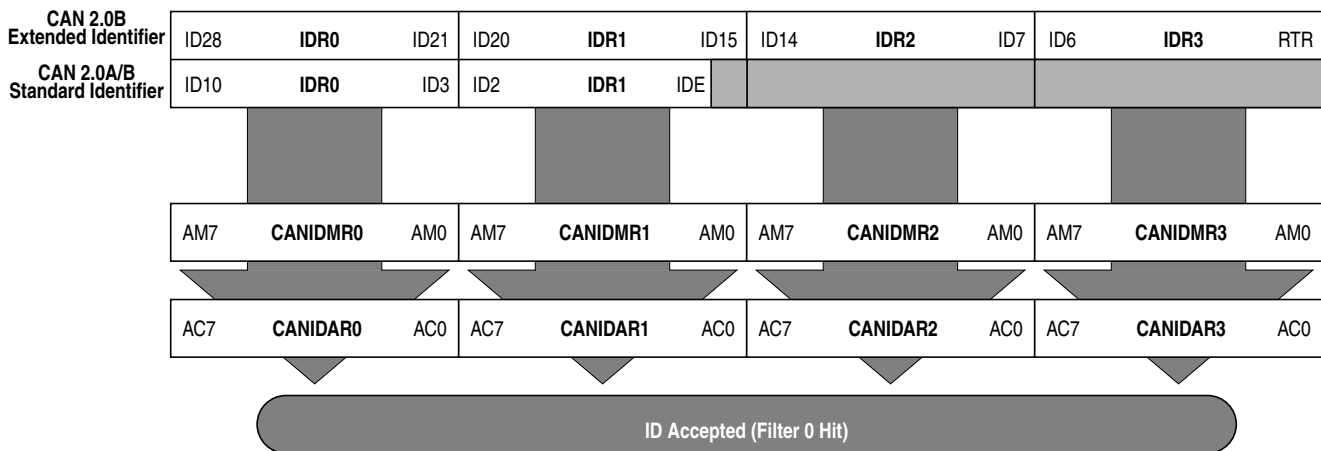 CAN 2.0B
Extended Identifier
ID28 IDR0 ID21 ID20 IDR1 ID15 ID14 IDR2 ID7 ID6 IDR3 RTR
CAN 2.0A/B
Standard Identifier
ID10 IDR0 ID3 ID2 IDR1 IDE
AM7 CANIDMR0 AM0 AM7 CANIDMR1 AM0 AM7 CANIDMR2 AM0 AM7 CANIDMR3 AM0
AC7 CANIDAR0 AC0 AC7 CANIDAR1 AC0 AC7 CANIDAR2 AC0 AC7 CANIDAR3 AC0
ID Accepted (Filter 0 Hit)